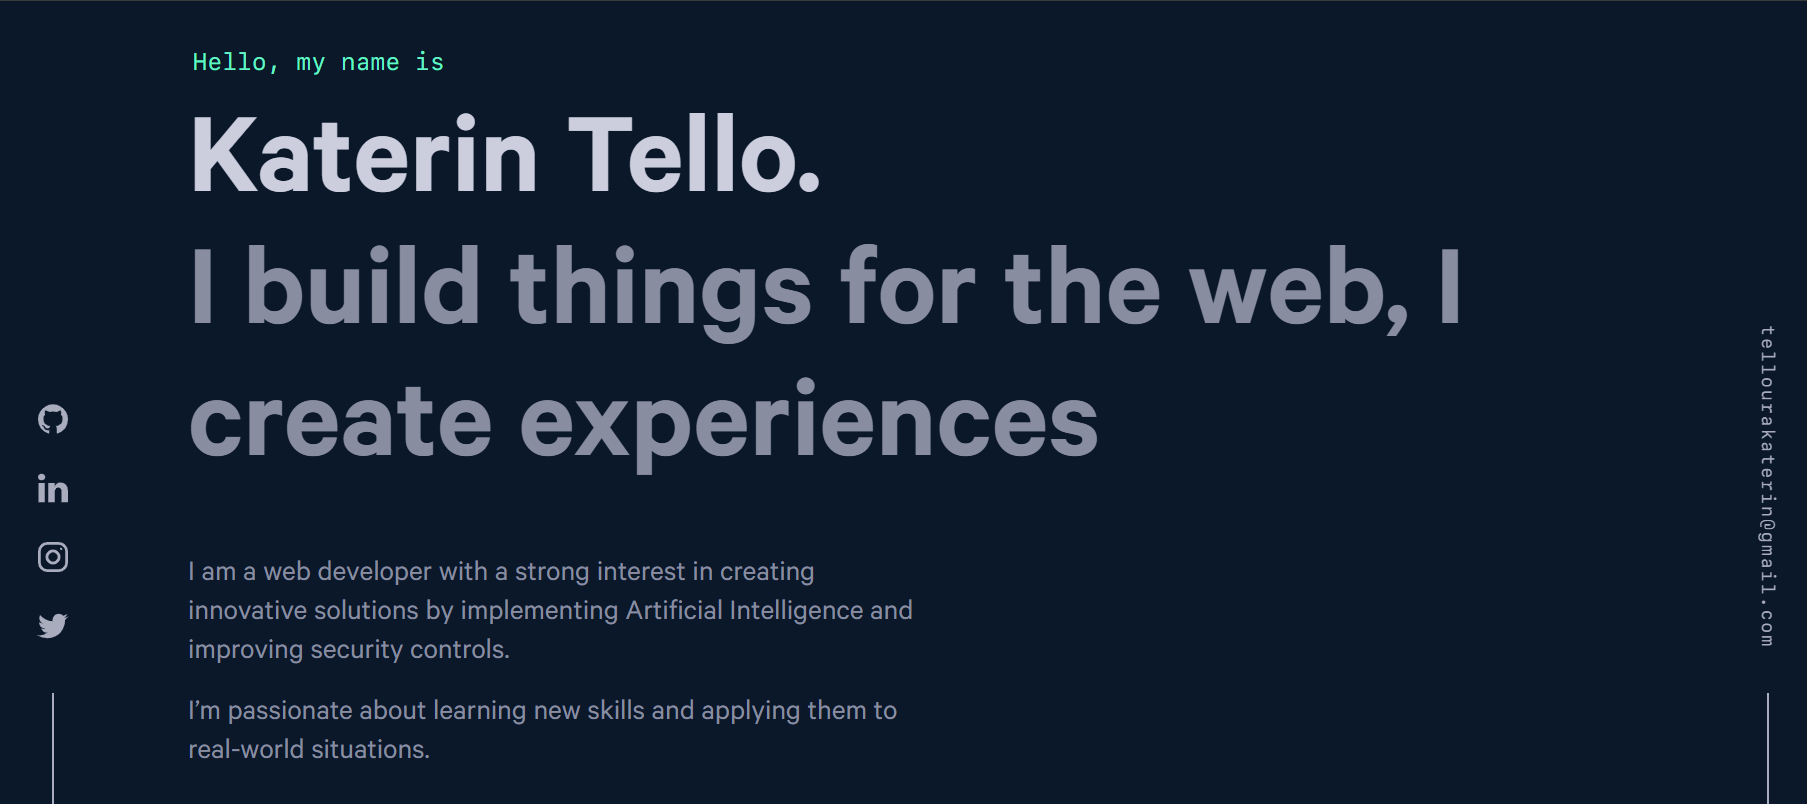 Hello, my name is
Katerin Tello.
I build things for the web, I
create experiences
I am a web developer with a strong interest in creating
innovative solutions by implementing Artificial Intelligence and
improving security controls.
I’m passionate about learning new skills and applying them to
real-world situations.
in
tellourakaterin@gmail.com